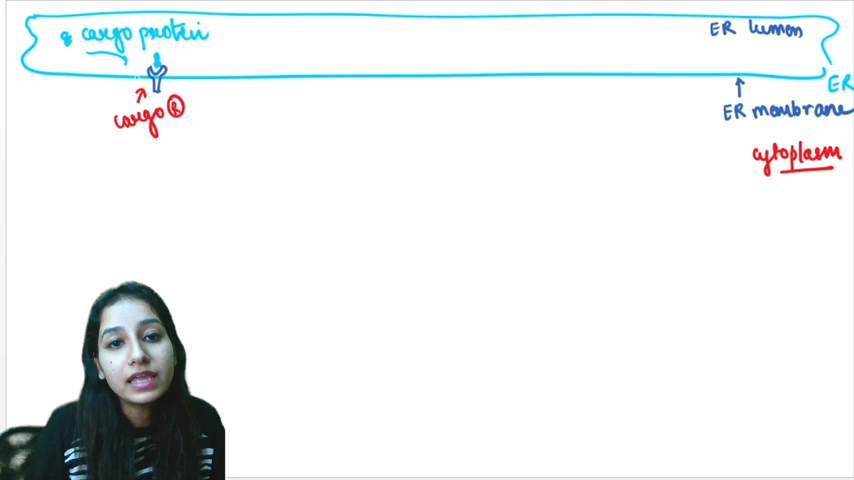 cargo protein
ER lumen
ER
cargo Ⓡ
ER membrane
cytoplasm